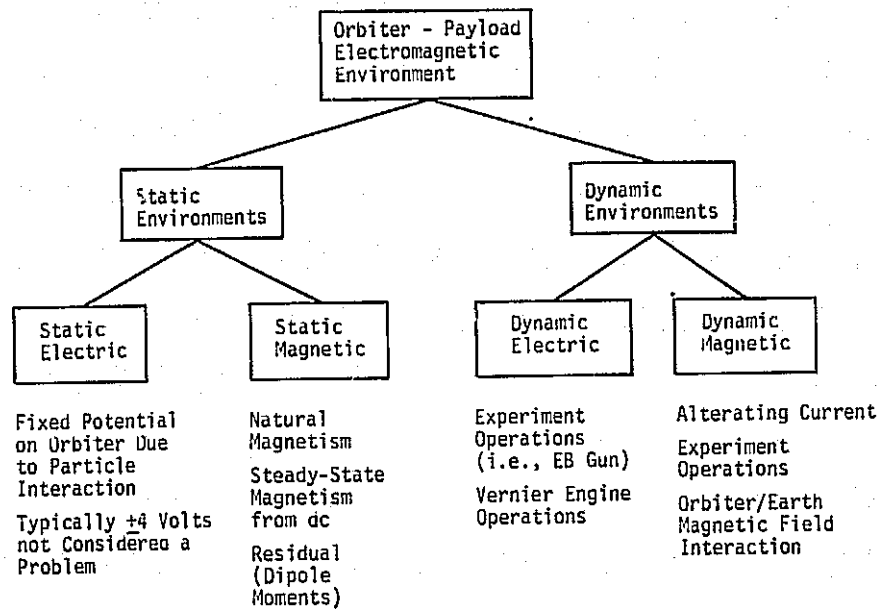 Orbiter - Payload
Electromagnetic
Environment
Static
Environments
Dynamic
Environments
Static
Electric
Static
Magnetic
Dynamic
Electric
Dynamic
Magnetic
Fixed Potential
on Orbiter Due
to Particle
Interaction
Typically ±4 Volts
not Considered a
Problem
Natural
Magnetism
Steady-State
Magnetism
from dc
Residual
(Dipole
Moments)
Experiment
Operations
(i.e., EB Gun)
Vernier Engine
Operations
Alterating Current
Experiment
Operations
Orbiter/Earth
Magnetic Field
Interaction